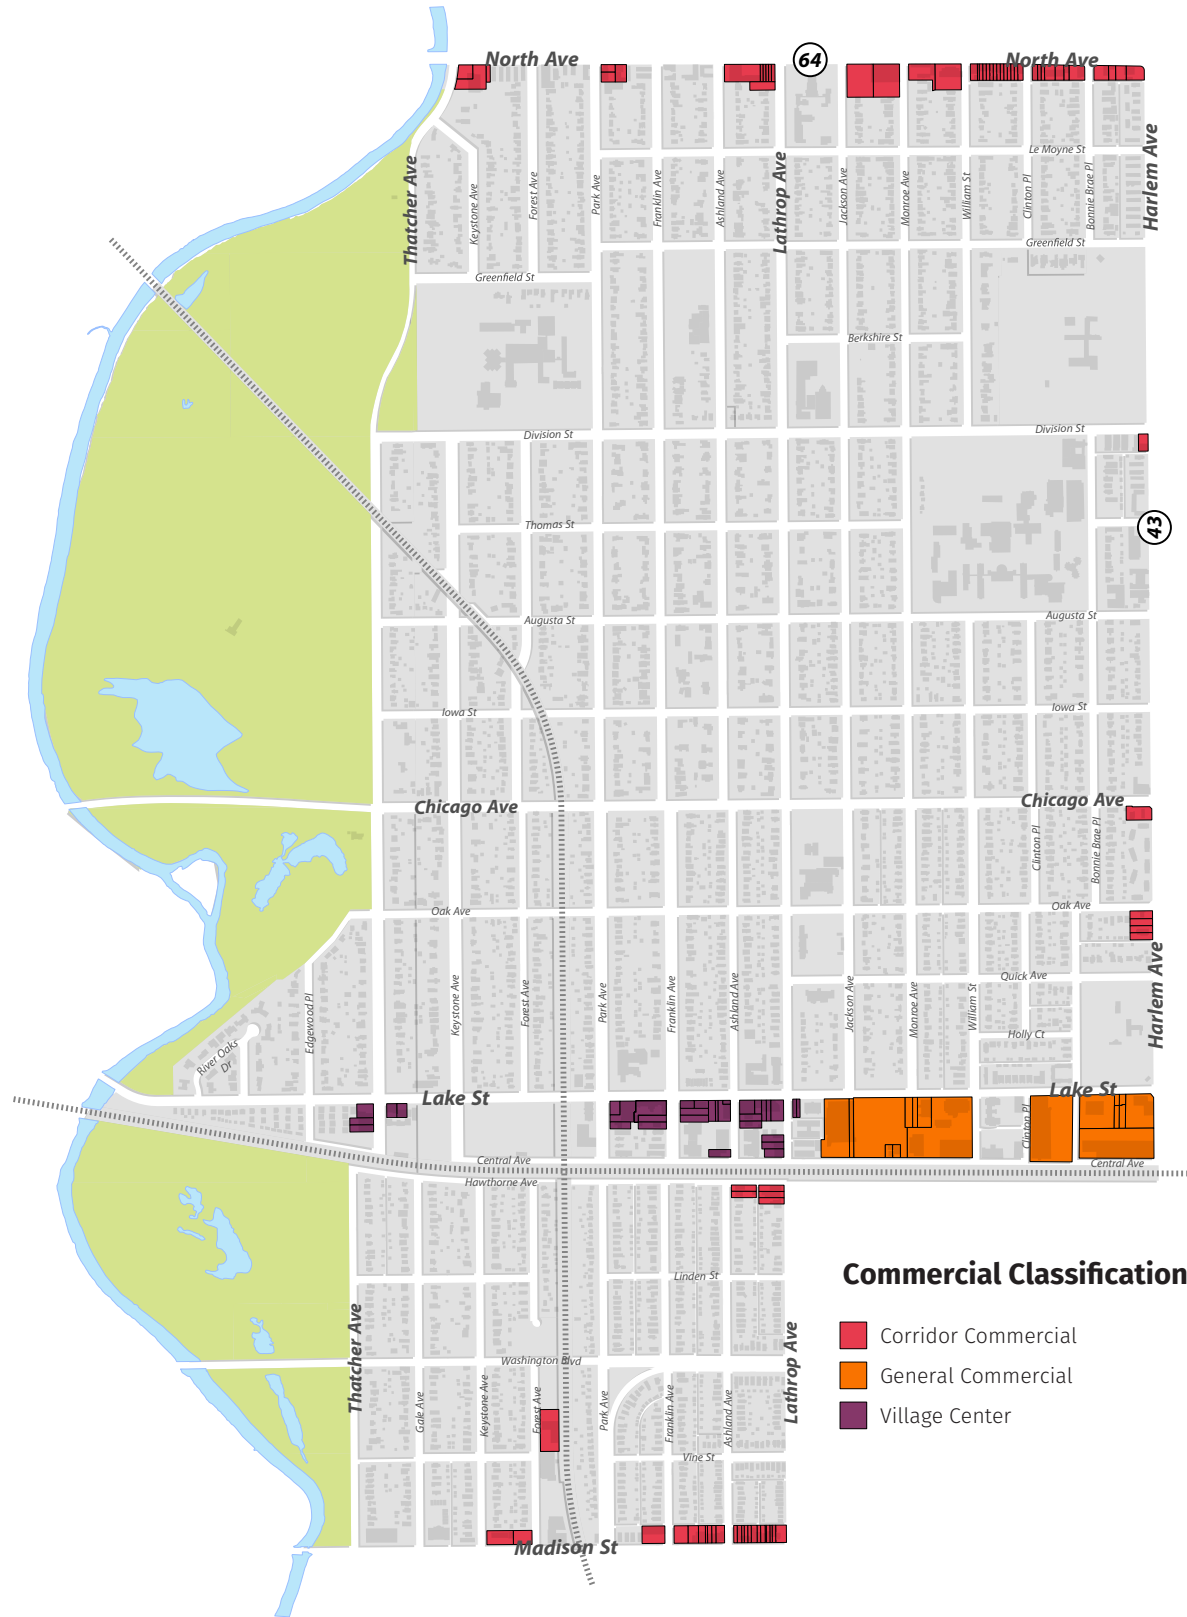 North Ave
64
North Ave
Le Moyne St
Thatcher Ave
Keystone Ave
Forest Ave
Park Ave
Franklin Ave
Ashland Ave
Lathrop Ave
Jackson Ave
Monroe Ave
William St
Clinton Pl
Bonnie Brae Pl
Harlem Ave
Greenfield St
Greenfield St
Berkshire St
Division St
Division St
Thomas St
43
Augusta St
Augusta St
Iowa St
Iowa St
Chicago Ave
Chicago Ave
Clinton Pl
Bonnie Brae Pl
Oak Ave
Oak Ave
Quick Ave
Edgewood Pl
Keystone Ave
Forest Ave
Park Ave
Franklin Ave
Ashland Ave
Jackson Ave
Monroe Ave
William St
Harlem Ave
Holly Ct
River Oaks
Dr
Lake St
Lake St
Clinton Pl
Central Ave
Central Ave
Hawthorne Ave
Linden St
Commercial Classification
Corridor Commercial
General Commercial
Village Center
Thatcher Ave
Washington Blvd
Lathrop Ave
Gale Ave
Keystone Ave
Forest Ave
Park Ave
Franklin Ave
Ashland Ave
Vine St
Madison St